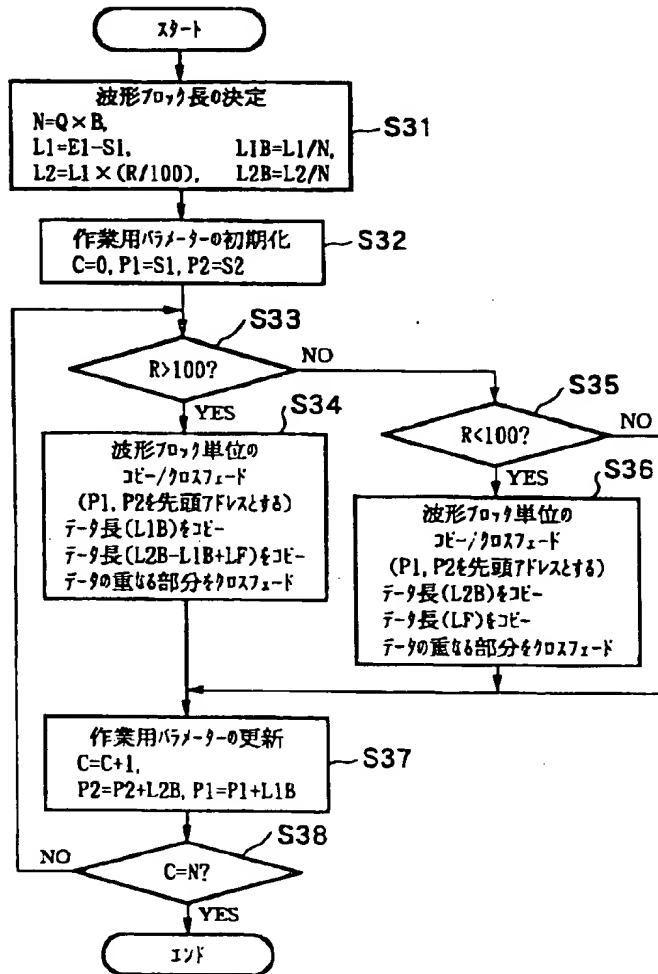 スタート
波形ブロック長の決定
N=Q×B,
L1=E1-S1, L1B=L1/N,
L2=L1×(R/100), L2B=L2/N
S31
作業用パラメーターの初期化
C=0, P1=S1, P2=S2
S32
S33
R>100?
NO
YES
S34
波形ブロック単位の
コピー/クロスフェード
(P1, P2を先頭アドレスとする)
データ長(L1B)をコピー
データ長(L2B-L1B+LF)をコピー
データの重なる部分をクロスフェード
S35
R<100?
NO
YES
S36
波形ブロック単位の
コピー/クロスフェード
(P1, P2を先頭アドレスとする)
データ長(L2B)をコピー
データ長(LF)をコピー
データの重なる部分をクロスフェード
作業用パラメーターの更新
C=C+1,
P2=P2+L2B, P1=P1+L1B
S37
S38
NO
C=N?
YES
エンド